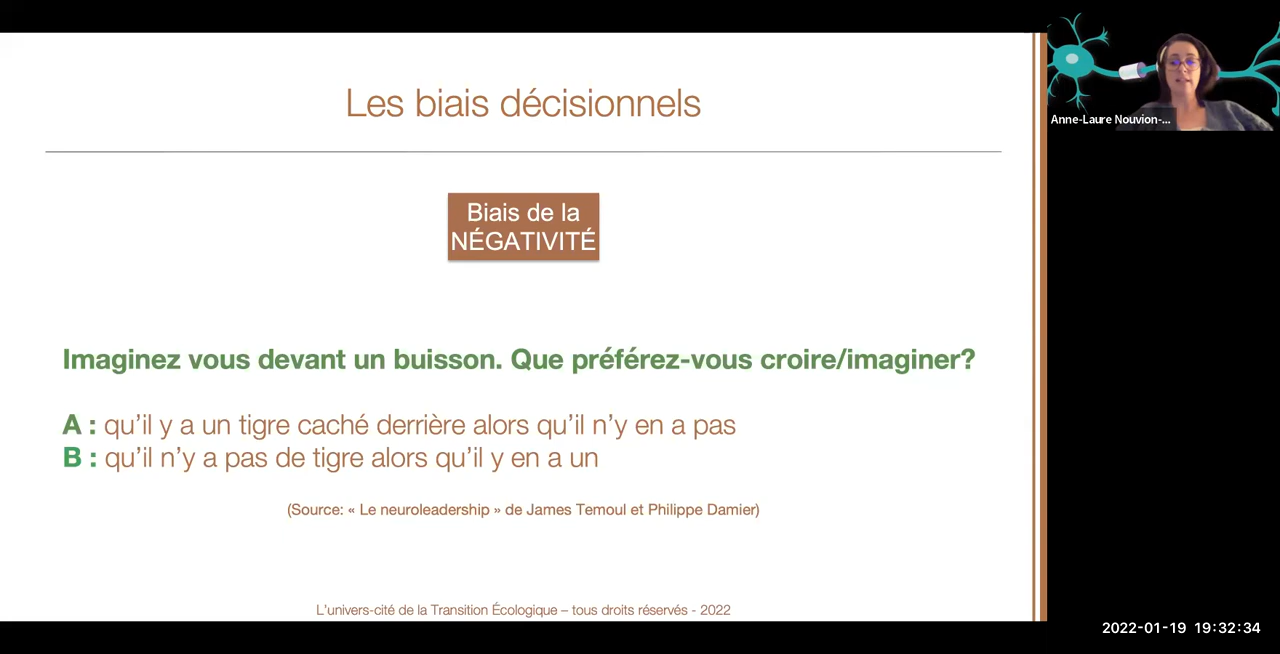 Les biais décisionnels
Biais de la
NÉGATIVITÉ
Imaginez vous devant un buisson. Que préférez-vous croire/imaginer?
A : qu’il y a un tigre caché derrière alors qu’il n’y en a pas
B : qu’il n’y a pas de tigre alors qu’il y en a un
(Source: « Le neuroleadership » de James Temoul et Philippe Damier)
L'univers-cité de la Transition Écologique – tous droits réservés - 2022
Anne-Laure Nouvion-...
2022-01-19 19:32:34